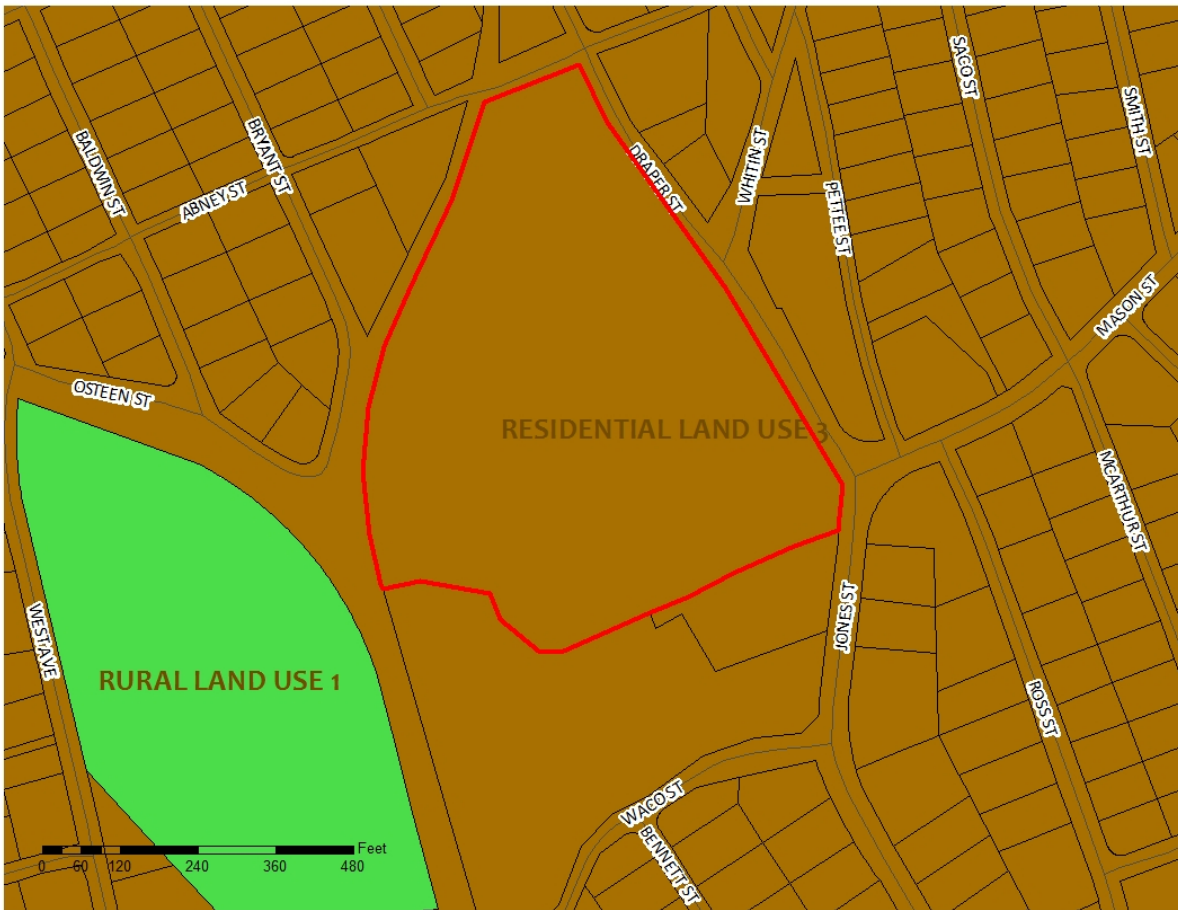 SACO ST
SMITH ST
BRYANT ST
BALDWIN ST
DRAPER ST
WHITIN ST
ABNEY ST
PETTEE ST
MASON ST
OSTEEN ST
RESIDENTIAL LAND USE 3
MCARTHUR ST
JONES ST
WEST AVE
RURAL LAND USE 1
ROSS ST
WACO ST
BENNETT ST
Feet
0 60 120 240 360 480